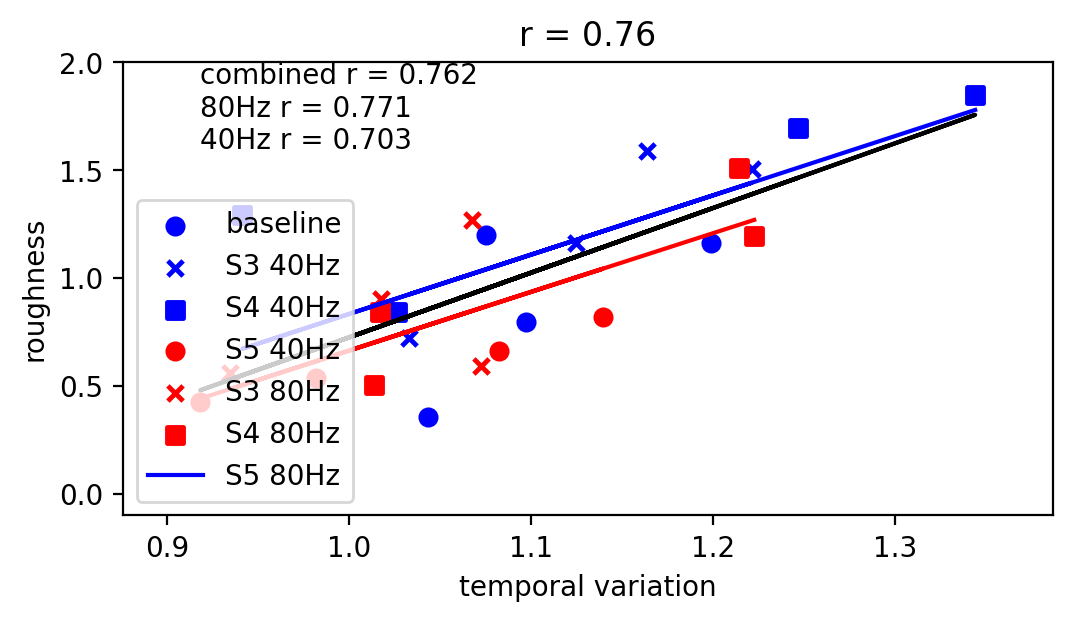 r = 0.76
combined r = 0.762
80Hz r = 0.771
40Hz r = 0.703
2.0
1.5
1.0
0.5
0.0
roughness
baseline
S3 40Hz
S4 40Hz
S5 40Hz
S3 80Hz
S4 80Hz
S5 80Hz
0.9 1.0 1.1 1.2 1.3
temporal variation